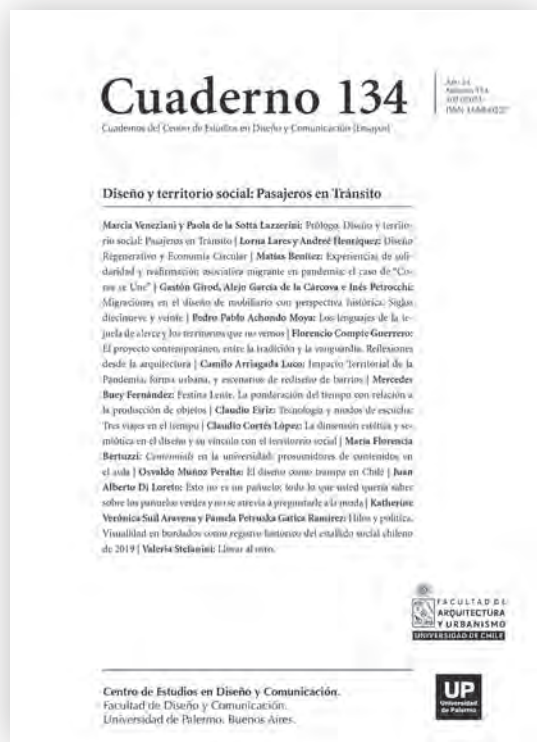 Cuaderno 134
Cuadernos del Centro de Estudios en Diseño y Comunicación [Ensayos]
Diseño y territorio social: Pasajeros en Tránsito
Marcia Veneziani y Paola de la Sotta Lazzerini: Prólogo. Diseño y territo-
rio social: Pasajeros en Tránsito | Lorna Lares y Andreé Henríquez: Diseño
Regenerativo y Economía Circular | Matías Benítez: Experiencias de soli-
daridad y reafirmación asociativa migrante en pandemia: el caso de "Co-
mo se Une" | Gastón Girod, Alejo García de la Cárcova e Inés Petrocchi:
Migraciones en el diseño de mobiliario con perspectiva histórica. Siglos
diecinueve y veinte | Pedro Pablo Achondo Moya: Los lenguajes de la te-
juela de alerce y los territorios que no vemos | Florencio Compte Guerrero:
El proyecto contemporáneo, entre la tradición y la vanguardia. Reflexiones
desde la arquitectura | Camilo Arriagada Luco: Impacto Territorial de la
Pandemia, forma urbana, y escenarios de rediseño de barrios | Mercedes
Buey Fernández: Festina Lente. La ponderación del tiempo con relación a
la producción de objetos | Claudio Eiriz: Tecnología y modos de escucha:
Tres viajes en el tiempo | Claudio Cortés López: La dimensión estética y se-
miótica en el diseño y su vínculo con el territorio social | María Florencia
Bertuzzi: Centennials en la universidad: prosumidores de contenidos en
el aula | Osvaldo Muñoz Peralta: El diseño como trampa en Chile | Juan
Alberto Di Loreto: Esto no es un pañuelo: todo lo que usted quería saber
sobre los pañuelos verdes y no se atrevía a preguntarle a la moda | Katherine
Verónica Suil Aravena y Pamela Petruska Gatica Ramírez: Hilos y política.
Visualidad en bordados como registro histórico del estallido social chileno
de 2019 | Valeria Stefanini: Llorar al otro.
FACULTAD DE
ARQUITECTURA
Y URBANISMO
UNIVERSIDAD DE CHILE
Centro de Estudios en Diseño y Comunicación.
Facultad de Diseño y Comunicación.
Universidad de Palermo. Buenos Aires.
UP
Universidad
de Palermo